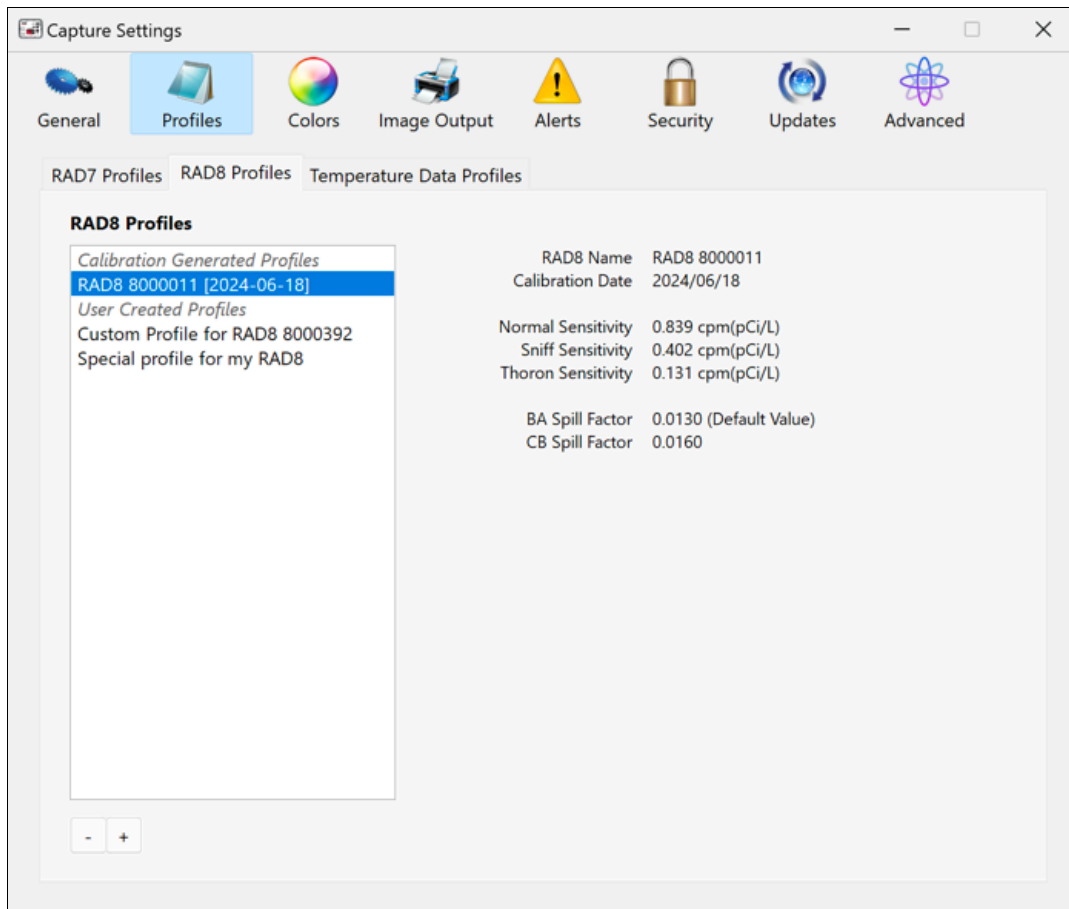 Capture Settings
General Profiles Colors Image Output Alerts Security Updates Advanced
RAD7 Profiles RAD8 Profiles Temperature Data Profiles
RAD8 Profiles
Calibration Generated Profiles
RAD8 8000011 [2024-06-18]
User Created Profiles
Custom Profile for RAD8 8000392
Special profile for my RAD8
- +
RAD8 Name RAD8 8000011
Calibration Date 2024/06/18
Normal Sensitivity 0.839 cpm(pCi/L)
Sniff Sensitivity 0.402 cpm(pCi/L)
Thoron Sensitivity 0.131 cpm(pCi/L)
BA Spill Factor 0.0130 (Default Value)
CB Spill Factor 0.0160